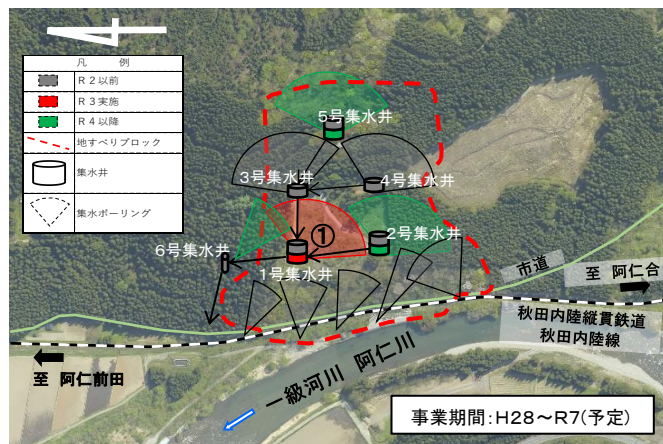 凡 例
R２以前
R３実施
R４以降
地すべりブロック
集水井
集水ボーリング
5号集水井
3号集水井
4号集水井
①
6号集水井
2号集水井
1号集水井
市道
至 阿仁合
秋田内陸縦貫鉄道
秋田内陸線
至 阿仁前田
一級河川 阿仁川
事業期間：H28～R7(予定)